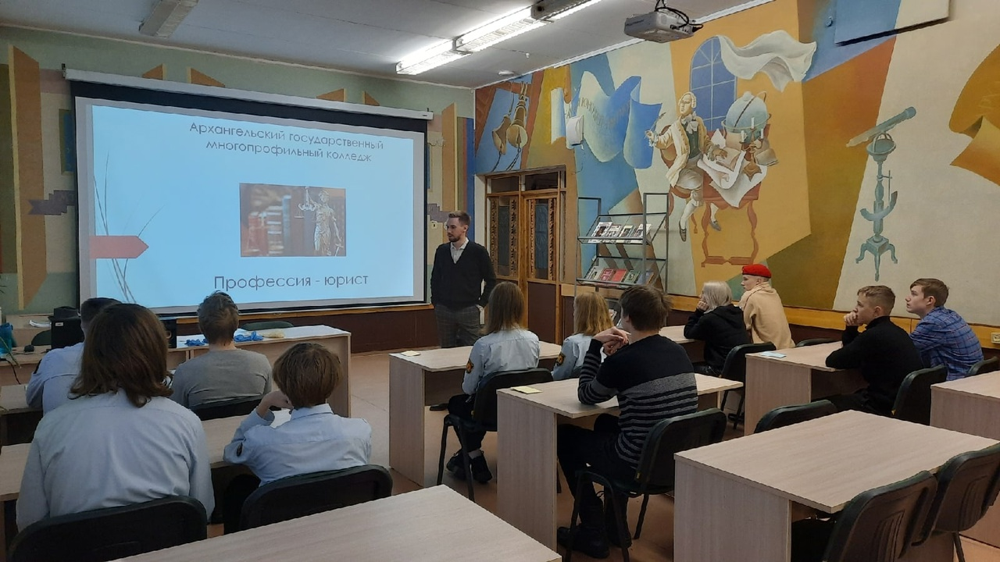 Архангельский государственный
многопрофильный колледж
Профессия - юрист